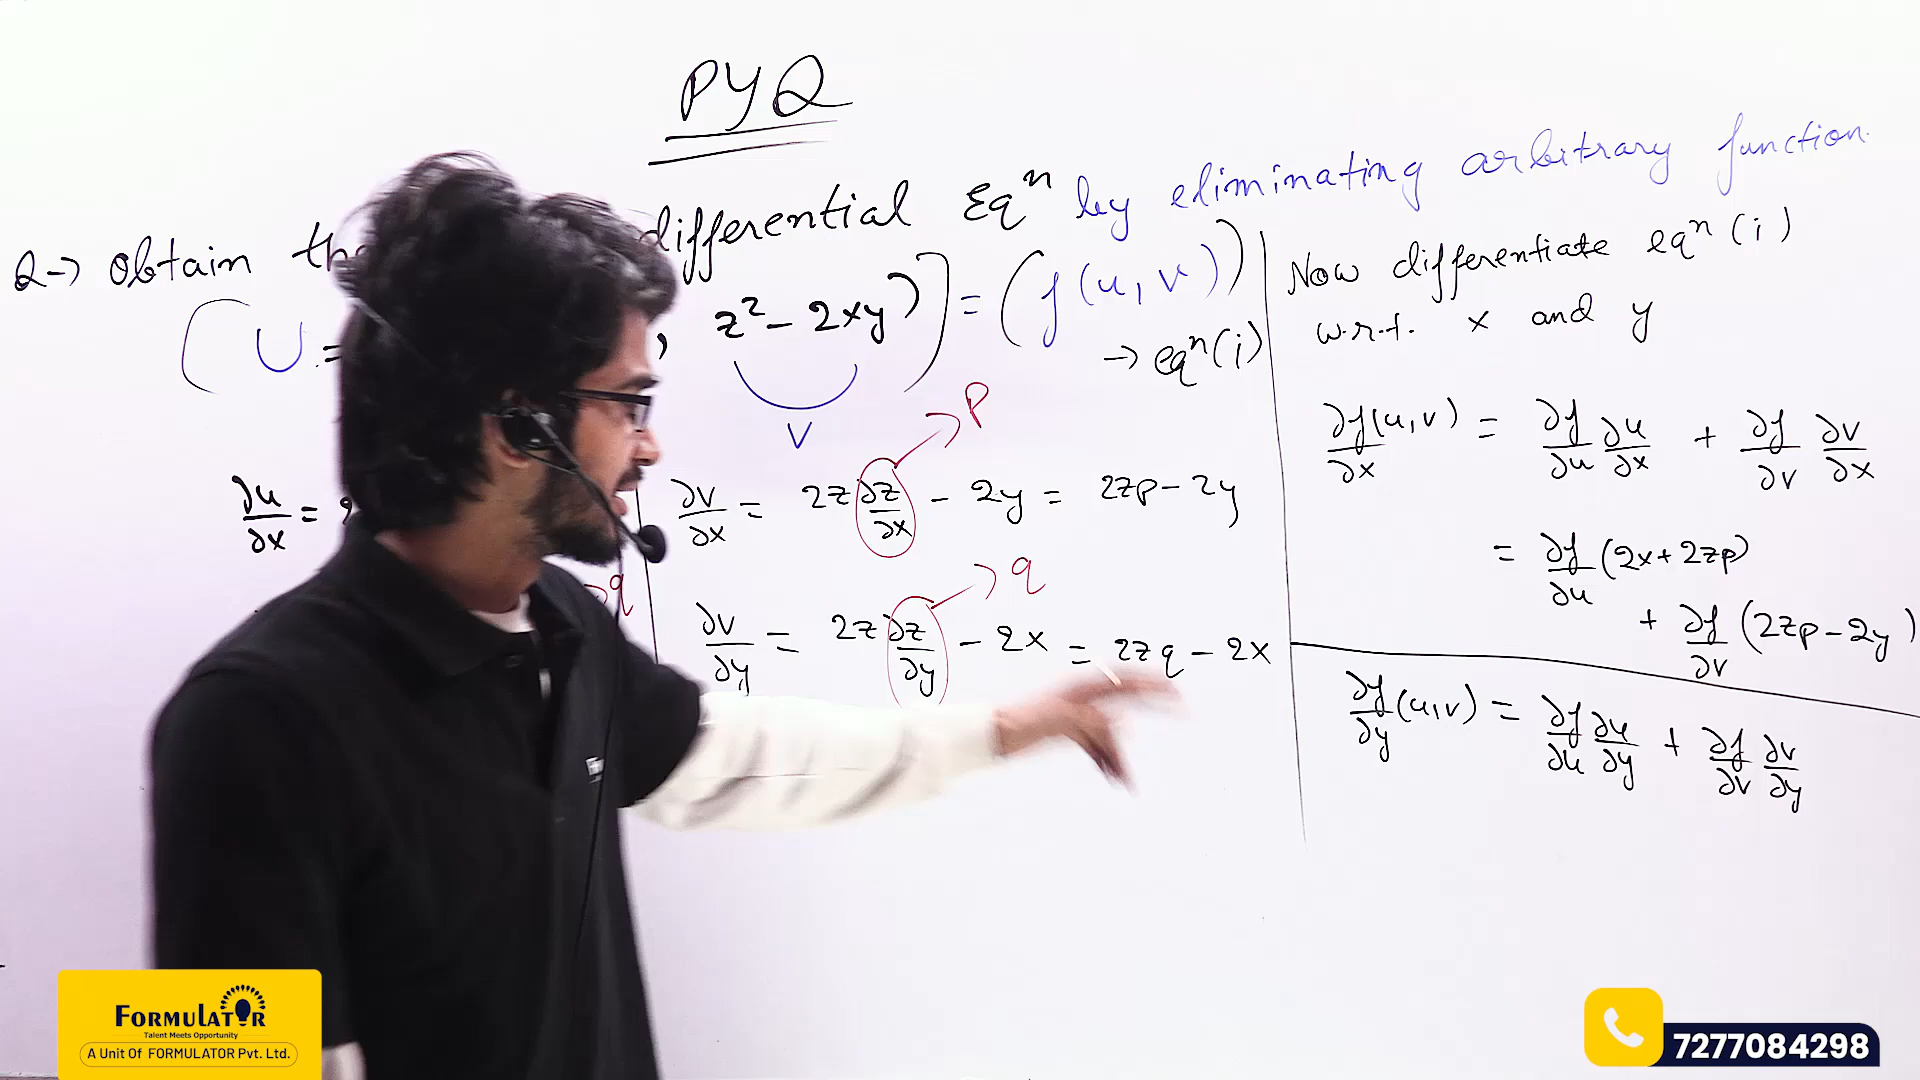 PYQ
Q→ Obtain the differential Eqⁿ by eliminating arbitrary function
(U = , z² - 2xy)] = (f(u, v))
→ eqⁿ(i)
V
∂u/∂x =
q
p
∂v/∂x = 2z ∂z/∂x - 2y = 2zp - 2y
q
∂v/∂y = 2z ∂z/∂y - 2x = 2zq - 2x
Now differentiate eqⁿ (i)
w.r.t. x and y
∂f(u, v)/∂x = ∂f/∂u ∂u/∂x + ∂f/∂v ∂v/∂x
= ∂f/∂u (2x + 2zp)
+ ∂f/∂v (2zp - 2y)
∂f/∂y (u,v) = ∂f/∂u ∂u/∂y + ∂f/∂v ∂v/∂y
FORMULATOR
Talent Meets Opportunity
A Unit Of FORMULATOR Pvt. Ltd.
7277084298